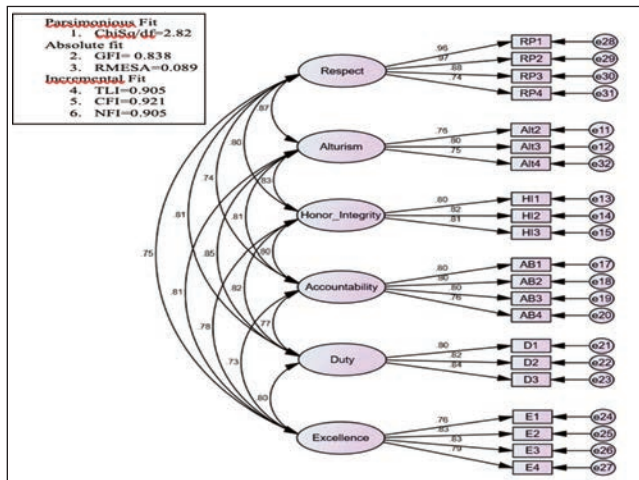 Parsimonious Fit
1. ChiSq/df=2.82
Absolute fit
2. GFI= 0.838
3. RMESA=0.089
Incremental Fit
4. TLI=0.905
5. CFI=0.921
6. NFI=0.905
Respect
.96 RP1 e28
.97 RP2 e29
.88 RP3 e30
.74 RP4 e31
.87
Alturism
.76 Alt2 e11
.80 Alt3 e12
.75 Alt4 e32
.80
.83
Honor_Integrity
.80 HI1 e13
.82 HI2 e14
.81 HI3 e15
.74
.81
.80
Accountability
.80 AB1 e17
.80 AB2 e18
.80 AB3 e19
.76 AB4 e20
.81
.85
.82
.77
Duty
.80 D1 e21
.82 D2 e22
.84 D3 e23
.75
.81
.78
.73
.80
Excellence
.76 E1 e24
.83 E2 e25
.83 E3 e26
.79 E4 e27